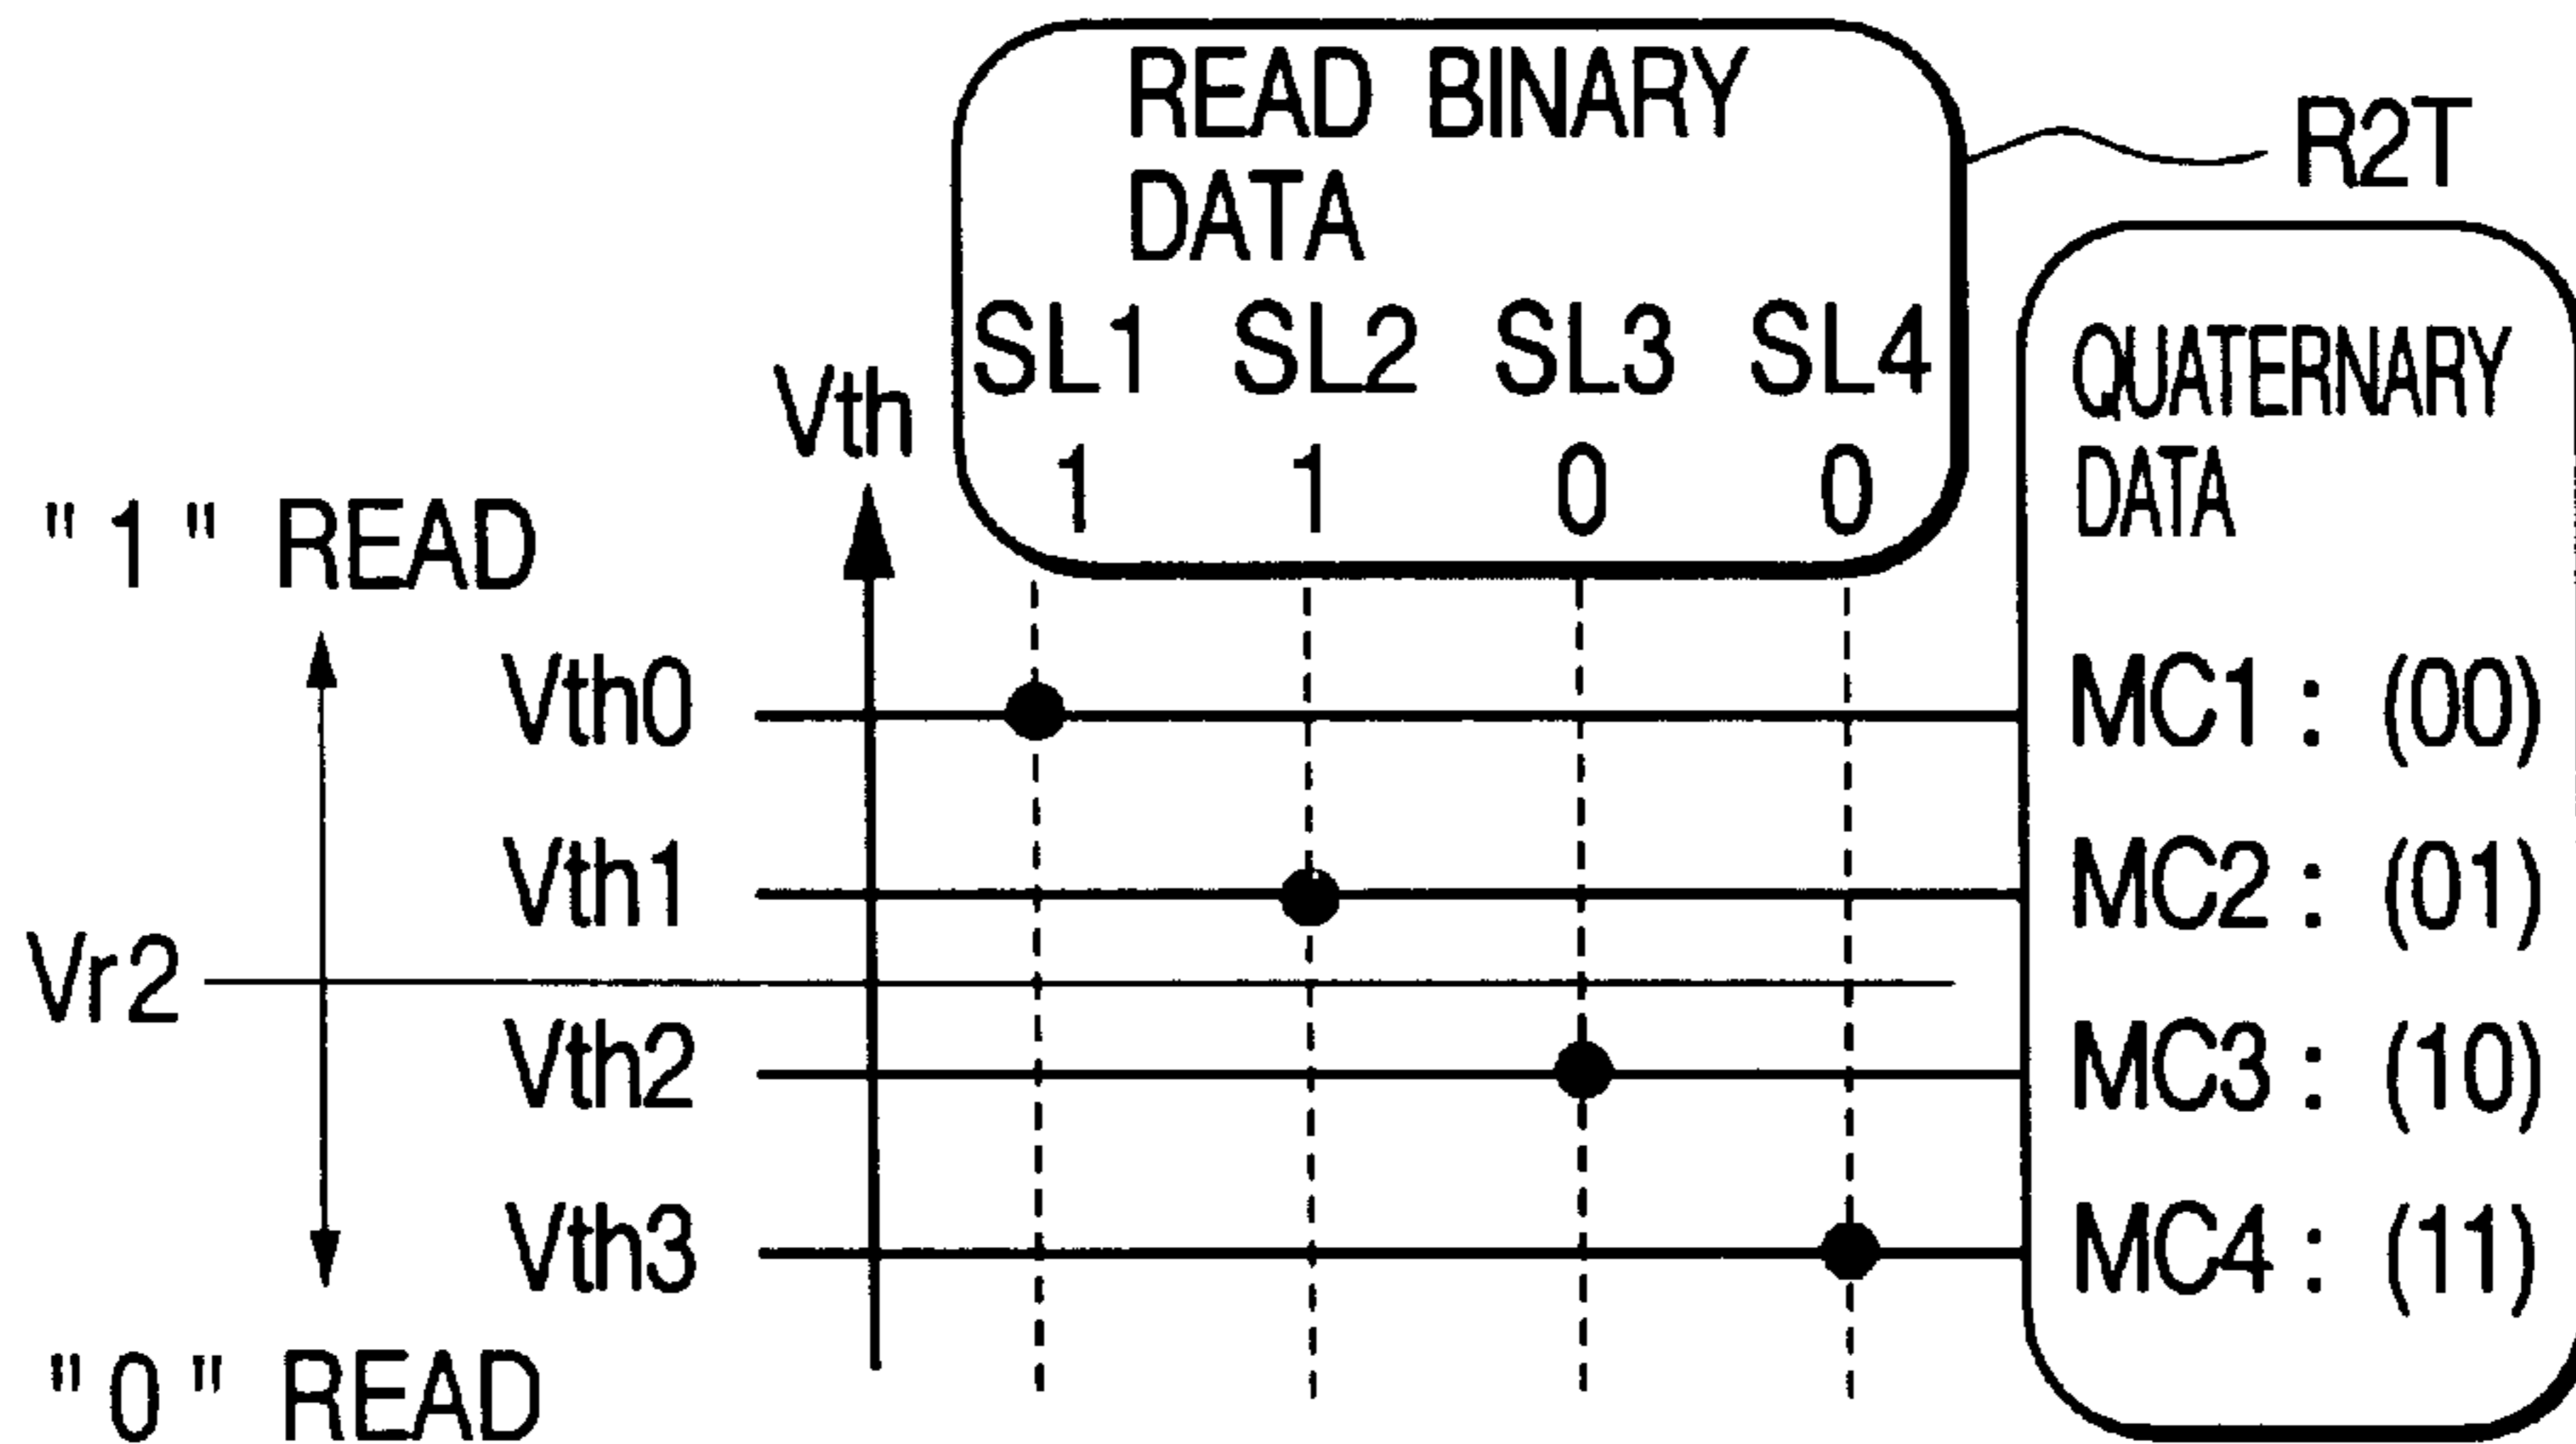 READ BINARY
DATA
R2T
SL1 SL2 SL3 SL4
1 1 0 0
Vth
QUATERNARY
DATA
" 1 " READ
Vth0
MC1 : (00)
Vth1
MC2 : (01)
Vr2
Vth2
MC3 : (10)
Vth3
MC4 : (11)
" 0 " READ